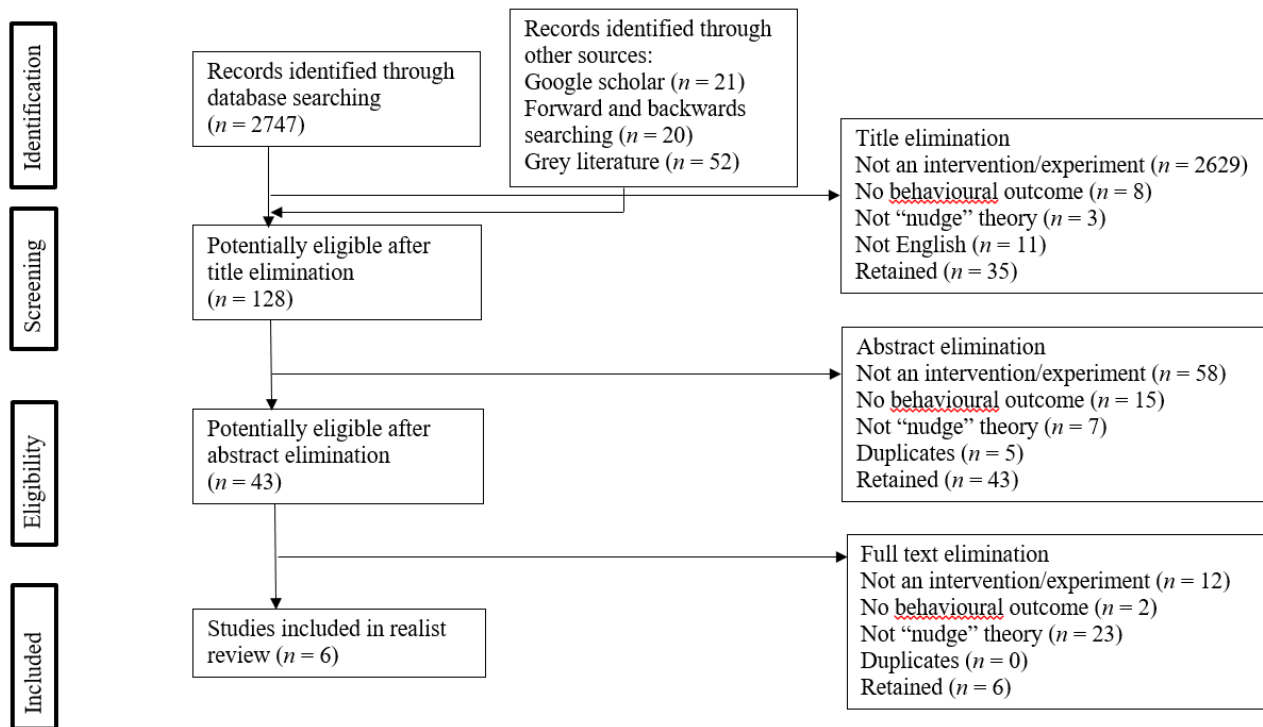 Identification
Records identified through
database searching
(n = 2747)
Records identified through
other sources:
Google scholar (n = 21)
Forward and backwards
searching (n = 20)
Grey literature (n = 52)
Title elimination
Not an intervention/experiment (n = 2629)
No behavioural outcome (n = 8)
Not “nudge” theory (n = 3)
Not English (n = 11)
Retained (n = 35)
Screening
Potentially eligible after
title elimination
(n = 128)
Abstract elimination
Not an intervention/experiment (n = 58)
No behavioural outcome (n = 15)
Not “nudge” theory (n = 7)
Duplicates (n = 5)
Retained (n = 43)
Eligibility
Potentially eligible after
abstract elimination
(n = 43)
Full text elimination
Not an intervention/experiment (n = 12)
No behavioural outcome (n = 2)
Not “nudge” theory (n = 23)
Duplicates (n = 0)
Retained (n = 6)
Included
Studies included in realist
review (n = 6)